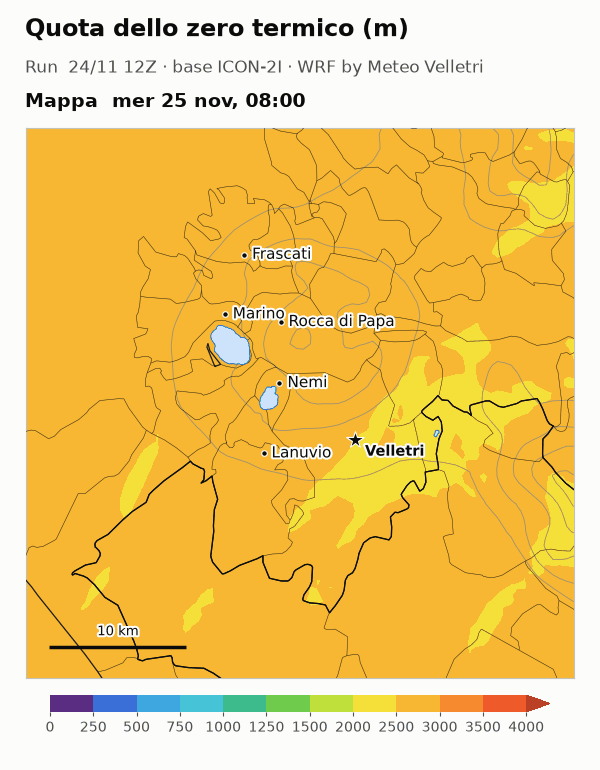 Quota dello zero termico (m)
Run  24/11 12Z · base ICON-2I · WRF by Meteo Velletri
Mappa  mer 25 nov, 08:00
Frascati
Marino
Rocca di Papa
Nemi
Velletri
Lanuvio
10 km
0 250 500 750 1000 1250 1500 2000 2500 3000 3500 4000